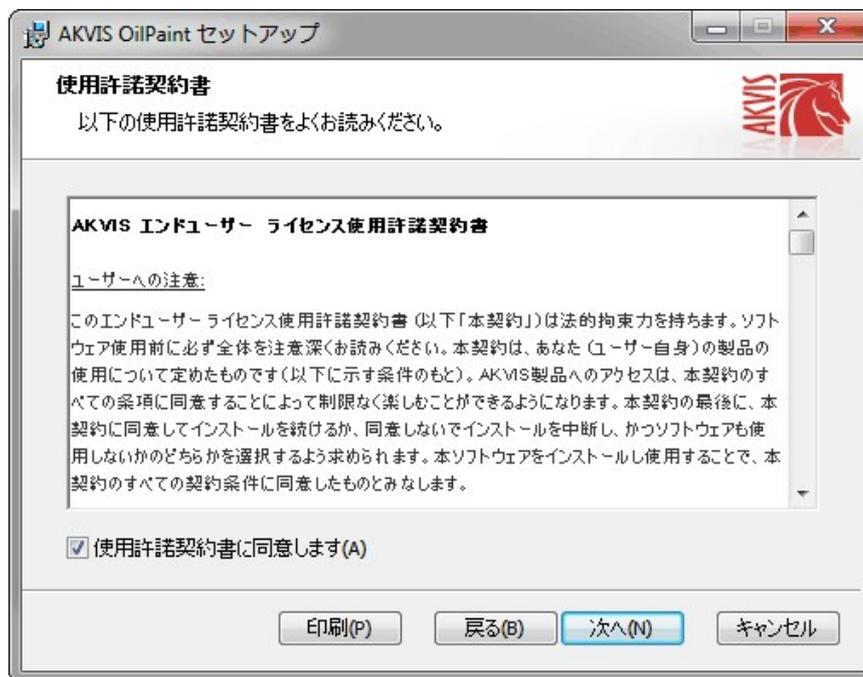 AKVIS OilPaint セットアップ
使用許諾契約書
以下の使用許諾契約書をよくお読みください。
AKVIS
AKVIS エンドユーザー ライセンス使用許諾契約書
ユーザーへの注意:
このエンドユーザー ライセンス使用許諾契約書 (以下「本契約」)は法的拘束力を持ちます。ソフト
ウェア使用前に必ず全体を注意深くお読みください。本契約は、あなた (ユーザー自身)の製品の
使用について定めたものです(以下に示す条件のもと)。AKVIS製品へのアクセスは、本契約のす
べての条項に同意することによって制限なく楽しむことができるようになります。本契約の最後に、本
契約に同意してインストールを続けるか、同意しないでインストールを中断し、かつソフトウェアも使
用しないかのどちらかを選択するよう求められます。本ソフトウェアをインストールし使用することで、本
契約のすべての契約条件に同意したものとみなします。
使用許諾契約書に同意します(A)
印刷(P)
戻る(B)
次へ(N)
キャンセル